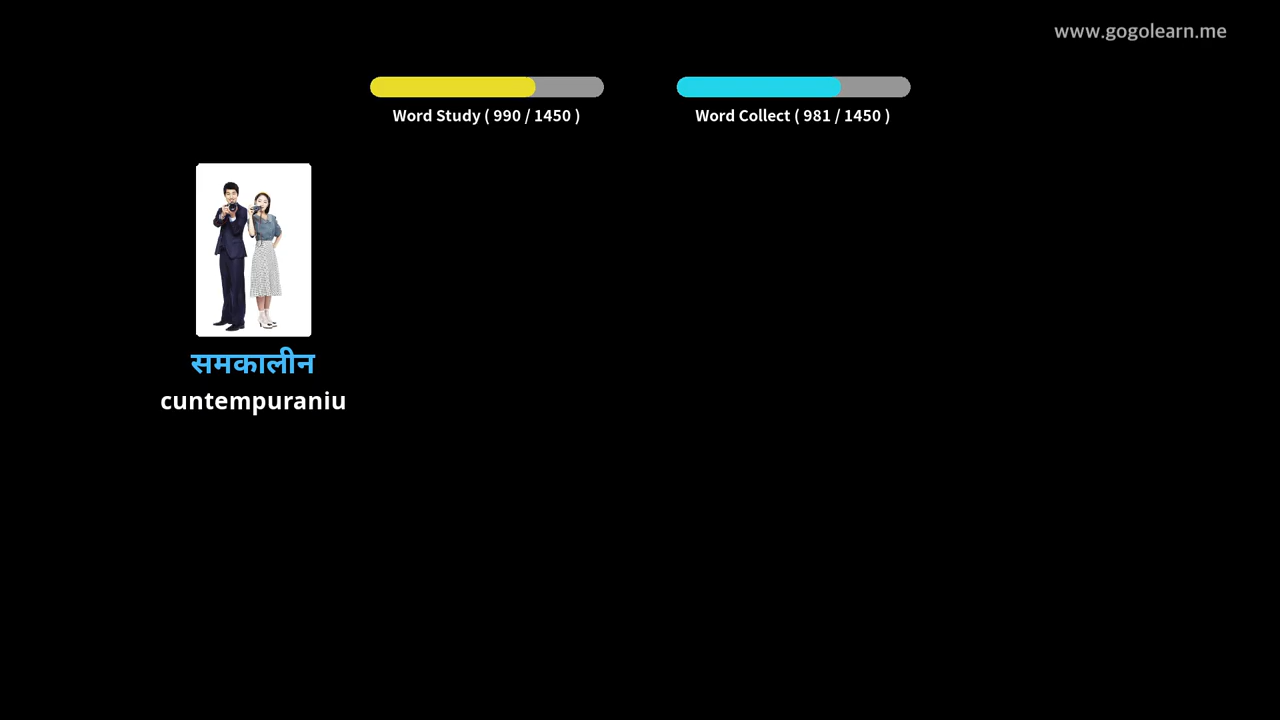 www.gogolearn.me
Word Study ( 990 / 1450 )
Word Collect ( 981 / 1450 )
समकालीन
cuntempuraniu